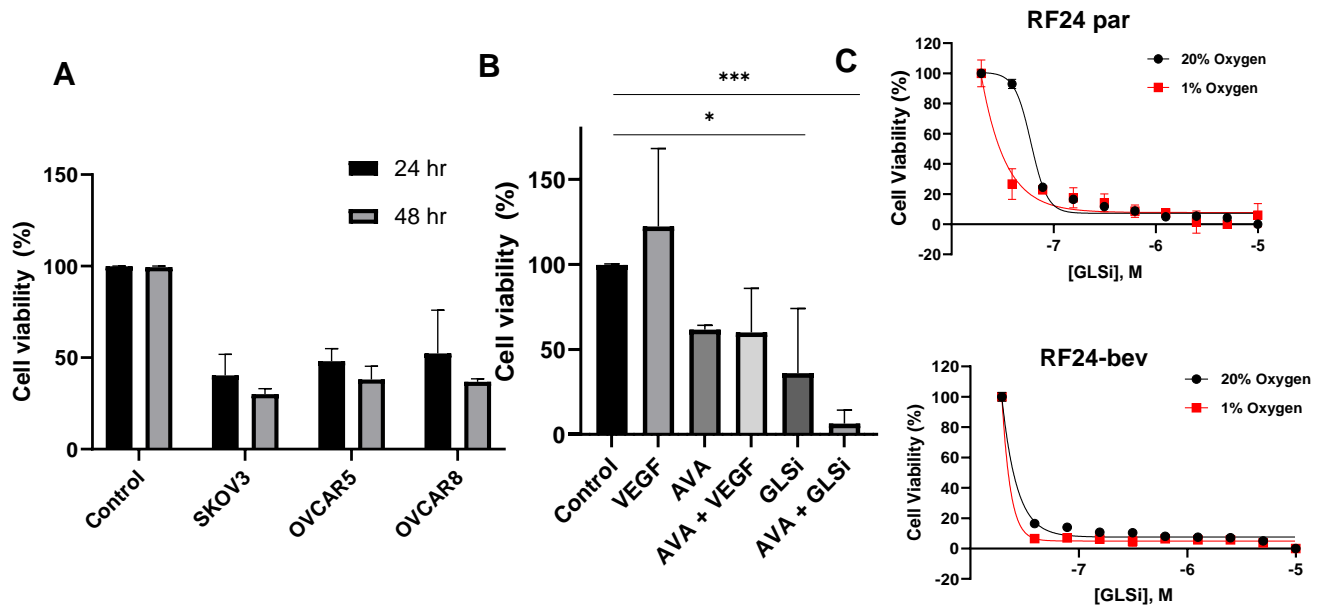 A
Cell viability (%)
150
100
50
0
24 hr
48 hr
Control
SKOV3
OVCAR5
OVCAR8
B
Cell viability (%)
150
100
50
0
***
*
Control
VEGF
AVA
AVA + VEGF
GLSi
AVA + GLSi
C
RF24 par
Cell Viability (%)
120
100
80
60
40
20
0
-20
20% Oxygen
1% Oxygen
-7
-6
-5
[GLSi], M
RF24-bev
Cell Viability (%)
120
100
80
60
40
20
0
-20
20% Oxygen
1% Oxygen
-7
-6
-5
[GLSi], M